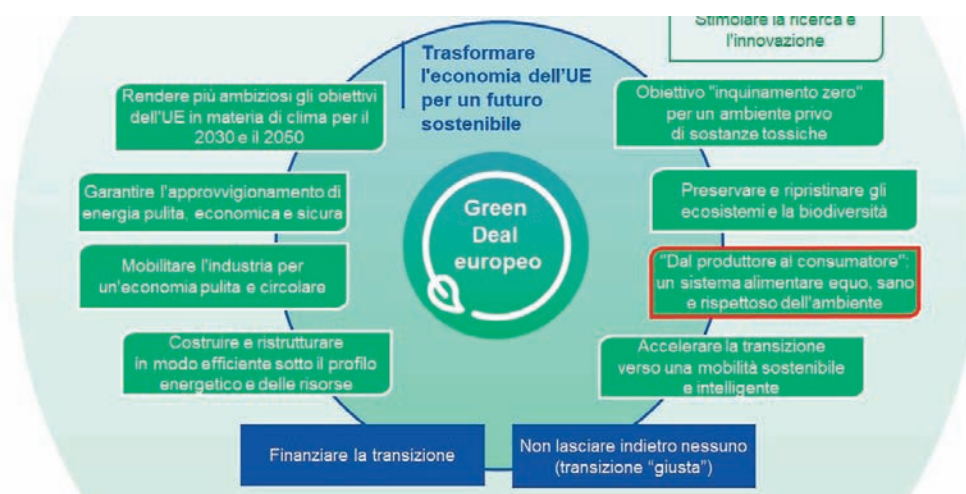 Stimolare la ricerca e
l'innovazione
Trasformare
l'economia dell'UE
per un futuro
sostenibile
Rendere più ambiziosi gli obiettivi
dell'UE in materia di clima per il
2030 e il 2050
Obiettivo "inquinamento zero"
per un ambiente privo
di sostanze tossiche
Garantire l'approvvigionamento di
energia pulita, economica e sicura
Preservare e ripristinare gli
ecosistemi e la biodiversità
Green
Deal
europeo
Mobilitare l'industria per
un'economia pulita e circolare
"Dal produttore al consumatore":
un sistema alimentare equo, sano
e rispettoso dell'ambiente
Costruire e ristrutturare
in modo efficiente sotto il profilo
energetico e delle risorse
Accelerare la transizione
verso una mobilità sostenibile
e intelligente
Finanziare la transizione
Non lasciare indietro nessuno
(transizione "giusta")